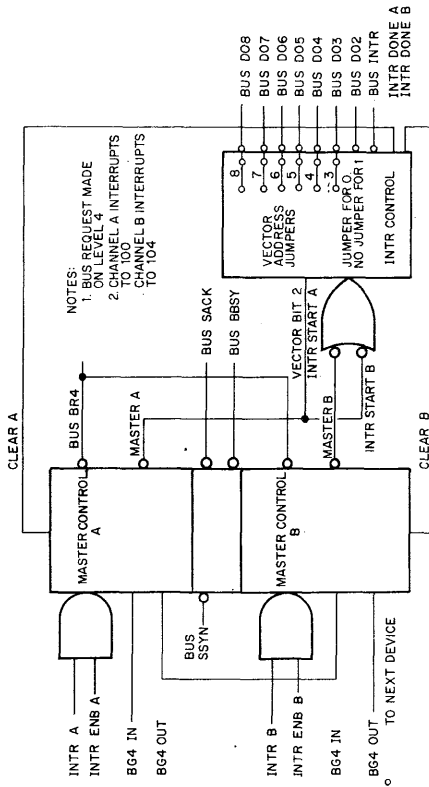 CLEAR A
NOTES:
1. BUS REQUEST MADE
ON LEVEL 4
2. CHANNEL A INTERRUPTS
TO 100
CHANNEL B INTERRUPTS
TO 104
INTR A
INTR ENB A
BG4 IN
BG4 OUT
MASTER CONTROL
A
BUS BR4
MASTER A
BUS SACK
BUS BBSY
BUS
SSYN
INTR B
INTR ENB B
BG4 IN
BG4 OUT
TO NEXT DEVICE
MASTER CONTROL
B
MASTER B
VECTOR BIT 2
INTR START A
INTR START B
VECTOR
ADDRESS
JUMPERS
JUMPER FOR 0
NO JUMPER FOR 1
INTR CONTROL
8
7
6
5
4
3
BUS D08
BUS D07
BUS D06
BUS D05
BUS D04
BUS D03
BUS D02
BUS INTR
INTR DONE A
INTR DONE B
CLEAR B